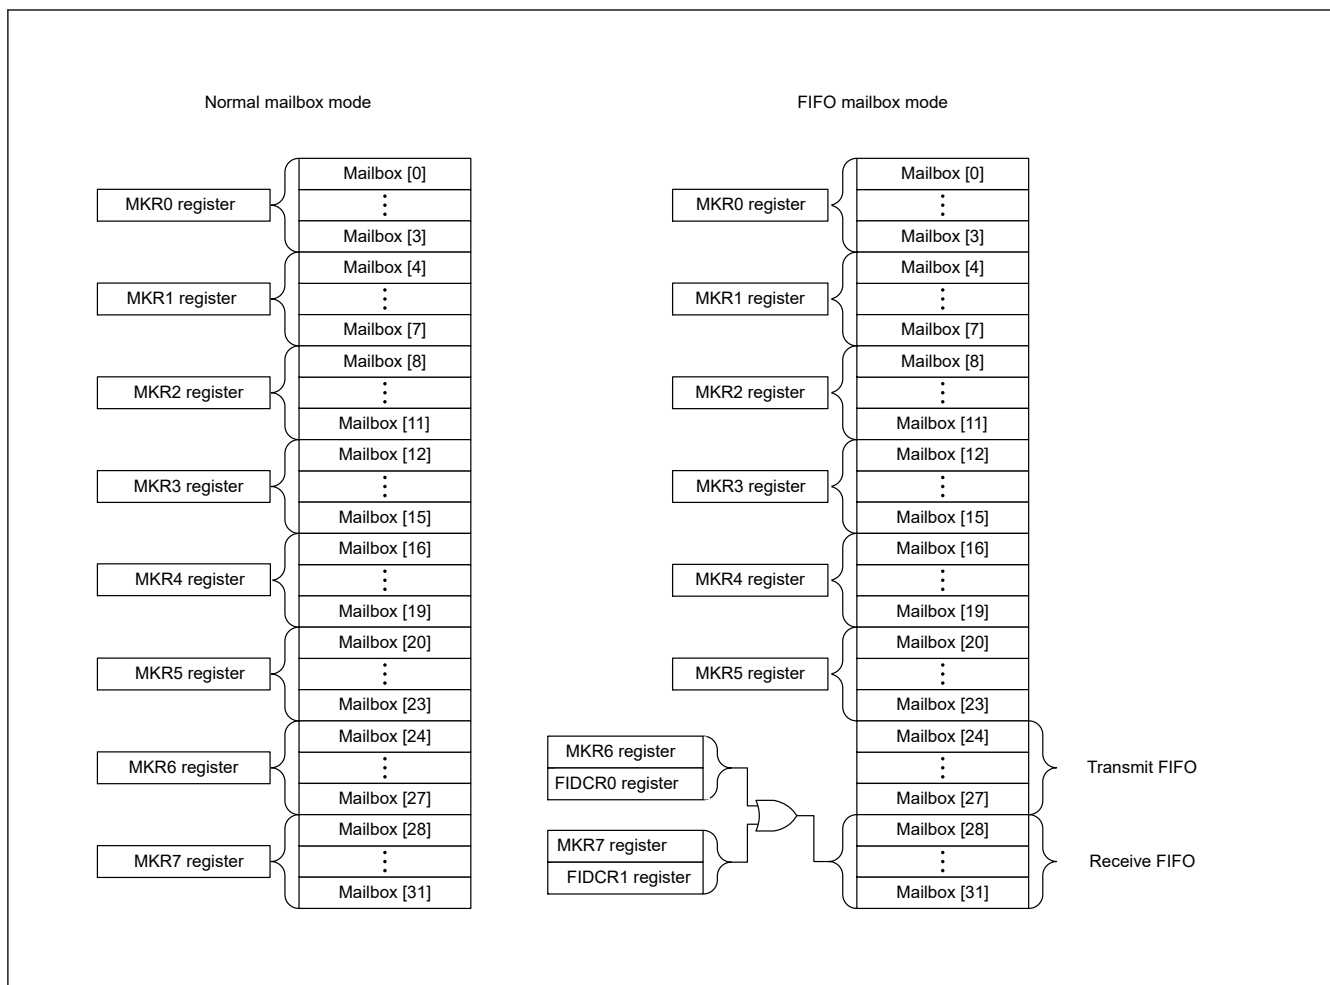 Normal mailbox mode
MKR0 register
MKR1 register
MKR2 register
MKR3 register
MKR4 register
MKR5 register
MKR6 register
MKR7 register
Mailbox [0]
Mailbox [3]
Mailbox [4]
Mailbox [7]
Mailbox [8]
Mailbox [11]
Mailbox [12]
Mailbox [15]
Mailbox [16]
Mailbox [19]
Mailbox [20]
Mailbox [23]
Mailbox [24]
Mailbox [27]
Mailbox [28]
Mailbox [31]
FIFO mailbox mode
MKR0 register
MKR1 register
MKR2 register
MKR3 register
MKR4 register
MKR5 register
MKR6 register
FIDCR0 register
MKR7 register
FIDCR1 register
Mailbox [0]
Mailbox [3]
Mailbox [4]
Mailbox [7]
Mailbox [8]
Mailbox [11]
Mailbox [12]
Mailbox [15]
Mailbox [16]
Mailbox [19]
Mailbox [20]
Mailbox [23]
Mailbox [24]
Mailbox [27]
Mailbox [28]
Mailbox [31]
Transmit FIFO
Receive FIFO